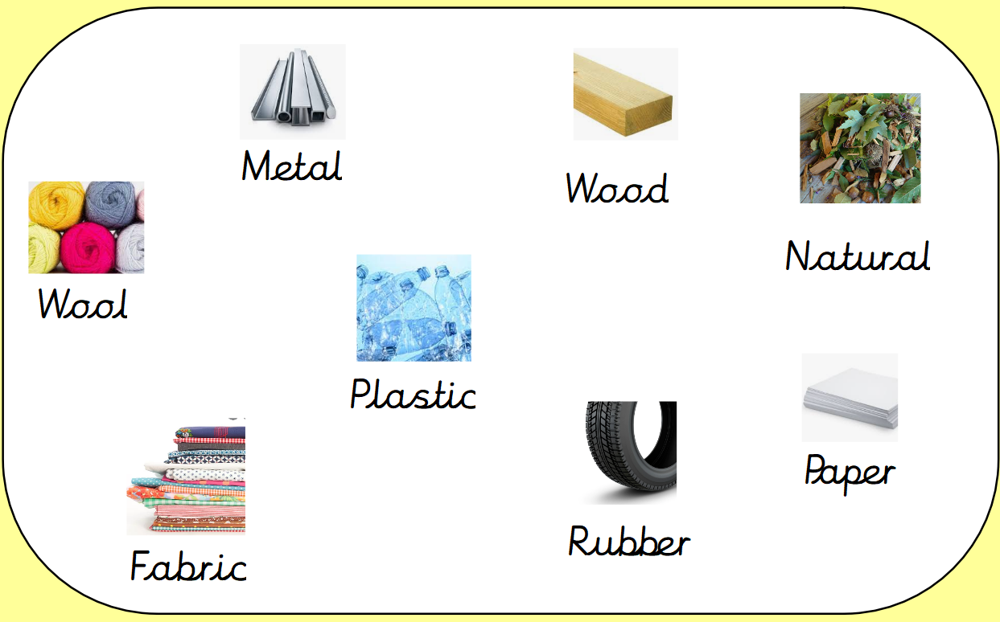 Metal
Wood
Natural
Wool
Plastic
Paper
Rubber
Fabric